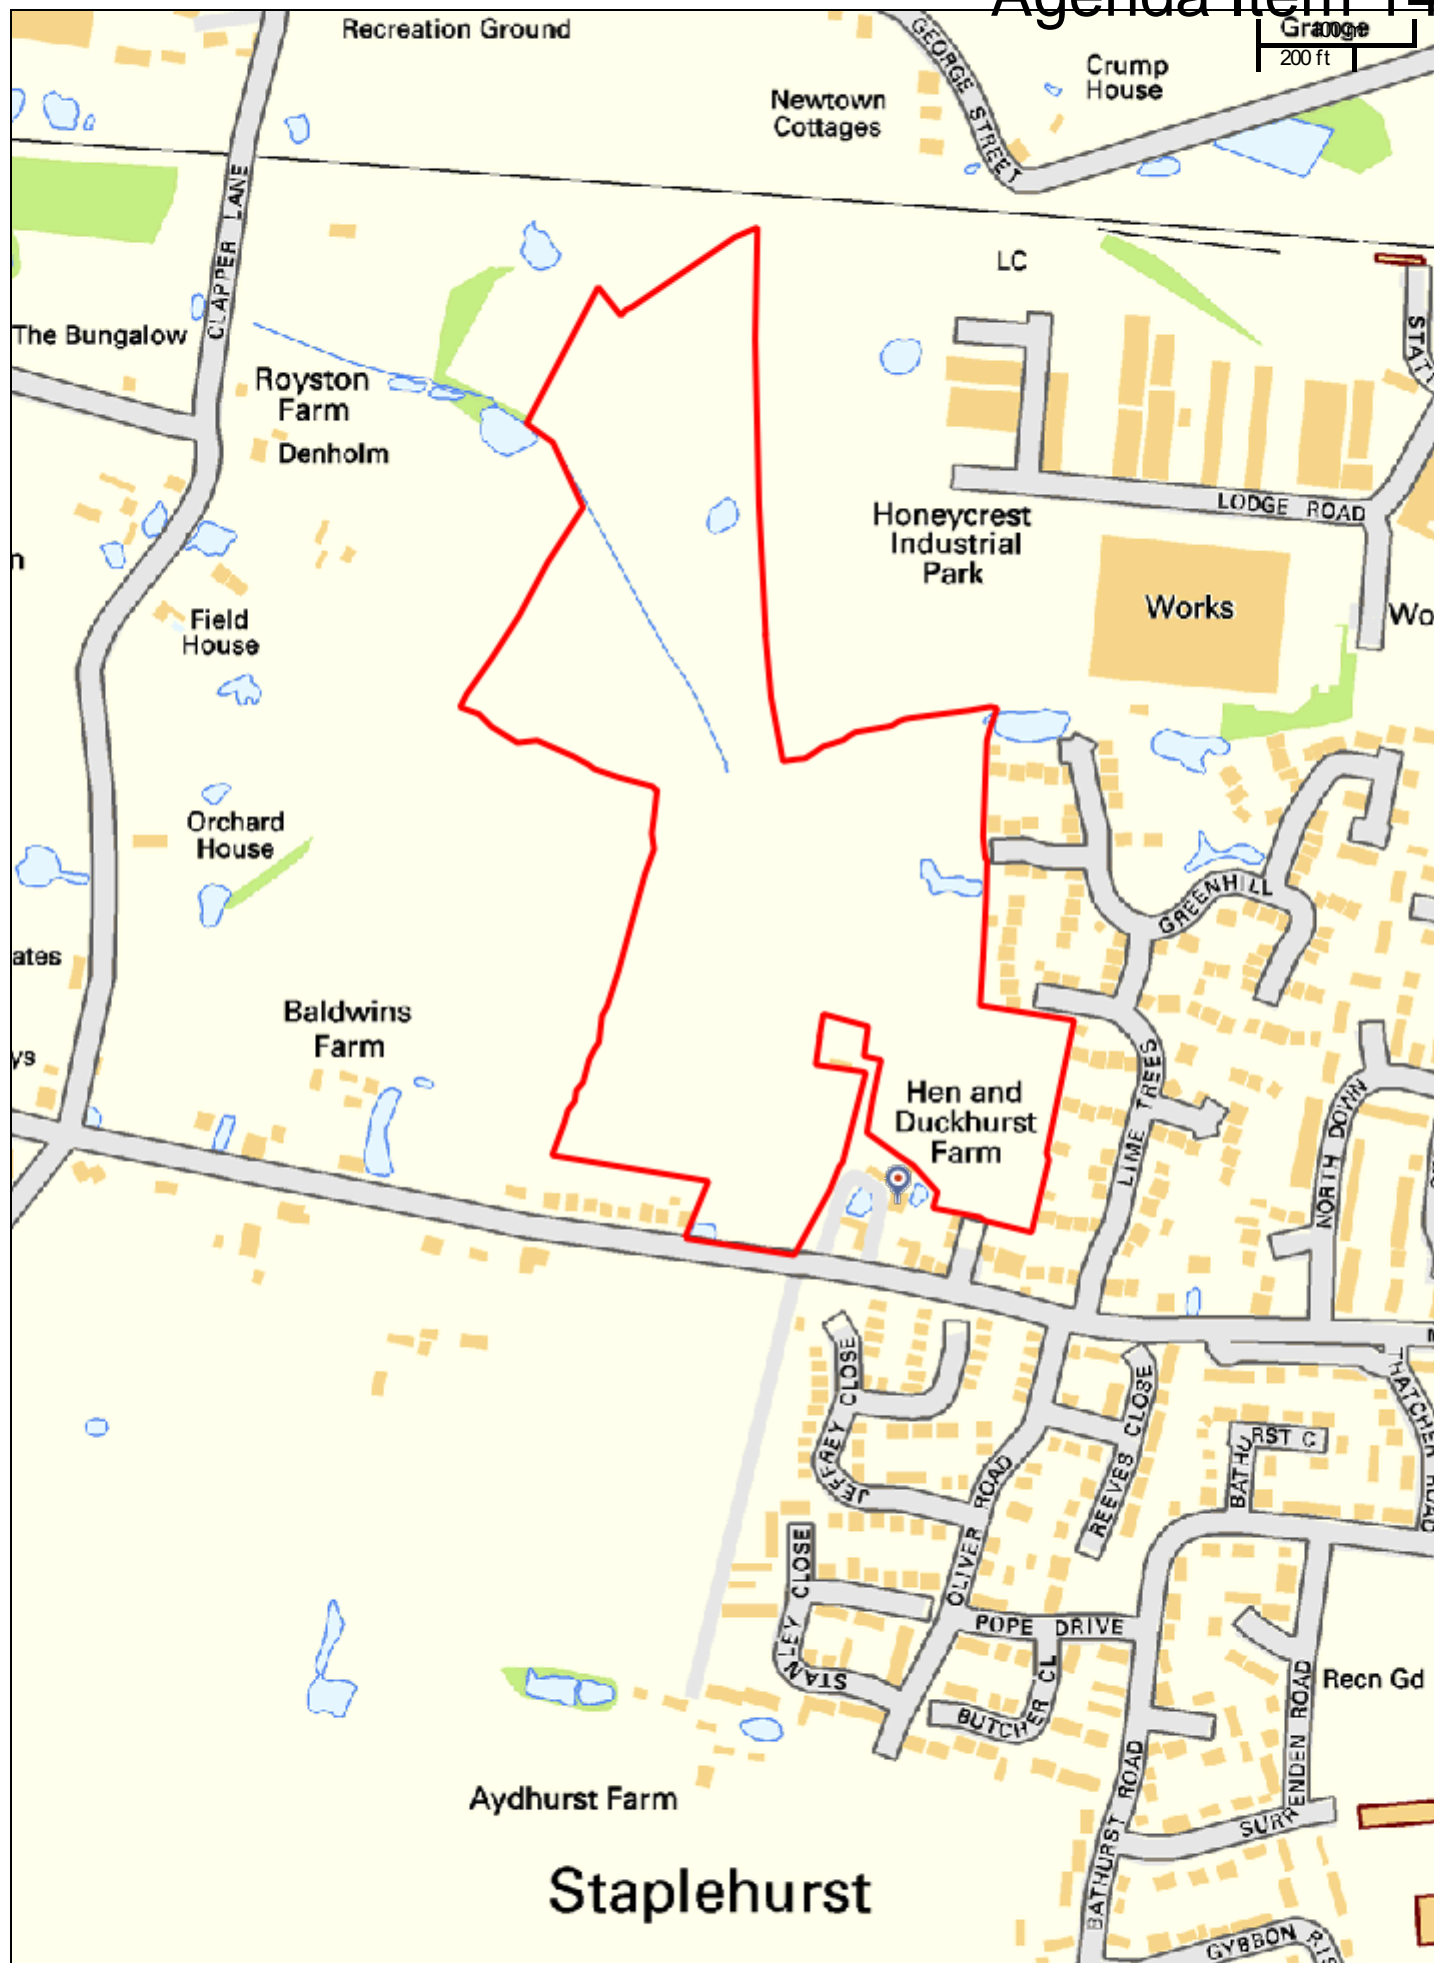 Agenda Item 14
Recreation Ground
Grange
100 m
200 ft
GEORGE STREET
Crump
House
Newtown
Cottages
CLAPPER LANE
LC
The Bungalow
Royston
Farm
Denholm
LODGE ROAD
Honeycrest
Industrial
Park
Works
Field
House
Orchard
House
GREENHILL
Baldwins
Farm
LIME TREES
Hen and
Duckhurst
Farm
NORTH DOWN
JEFFREY CLOSE
REEVES CLOSE
THATCHER ROAD
OLIVER ROAD
STANLEY CLOSE
POPE DRIVE
BUTCHER CL
Recn Gd
BATHURST ROAD
SURRENDEN ROAD
Aydhurst Farm
Staplehurst